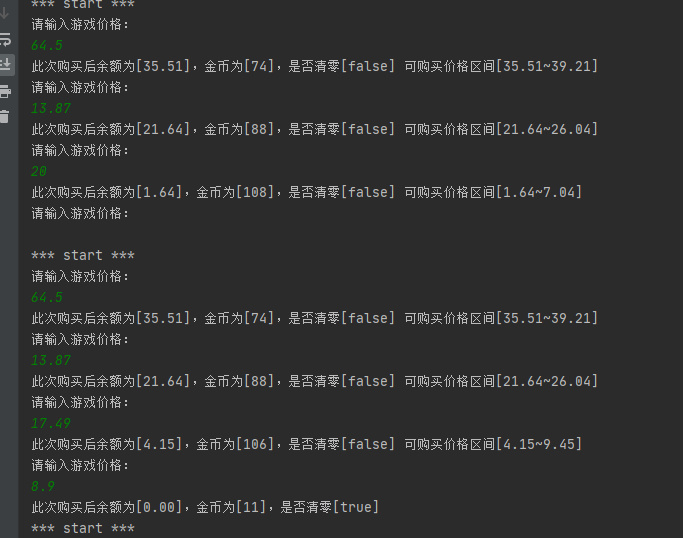 *** start ***
请输入游戏价格：
64.5
此次购买后余额为[35.51]，金币为[74]，是否清零[false] 可购买价格区间[35.51~39.21]
请输入游戏价格：
13.87
此次购买后余额为[21.64]，金币为[88]，是否清零[false] 可购买价格区间[21.64~26.04]
请输入游戏价格：
20
此次购买后余额为[1.64]，金币为[108]，是否清零[false] 可购买价格区间[1.64~7.04]
请输入游戏价格：
*** start ***
请输入游戏价格：
64.5
此次购买后余额为[35.51]，金币为[74]，是否清零[false] 可购买价格区间[35.51~39.21]
请输入游戏价格：
13.87
此次购买后余额为[21.64]，金币为[88]，是否清零[false] 可购买价格区间[21.64~26.04]
请输入游戏价格：
17.49
此次购买后余额为[4.15]，金币为[106]，是否清零[false] 可购买价格区间[4.15~9.45]
请输入游戏价格：
8.9
此次购买后余额为[0.00]，金币为[11]，是否清零[true]
*** start ***